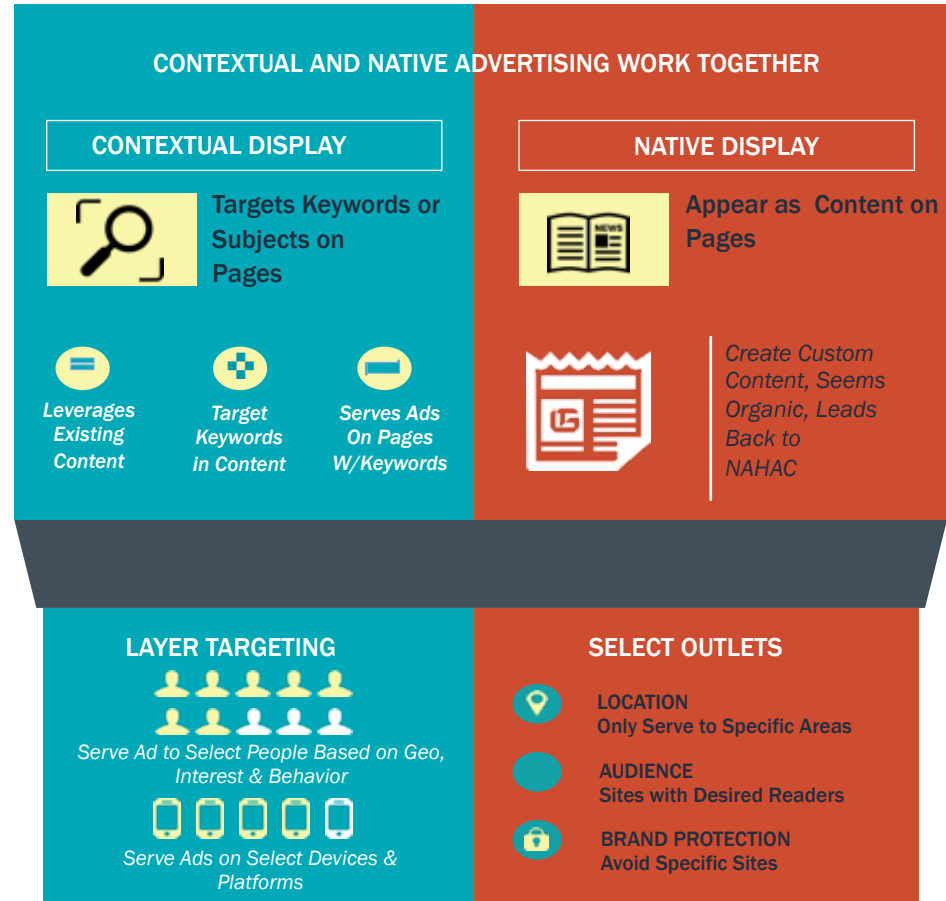 CONTEXTUAL AND NATIVE ADVERTISING WORK TOGETHER
CONTEXTUAL DISPLAY
Targets Keywords or
Subjects on
Pages
Leverages
Existing
Content
Target
Keywords
in Content
Serves Ads
On Pages
W/Keywords
NATIVE DISPLAY
NEWS
Appear as Content on
Pages
Create Custom
Content, Seems
Organic, Leads
Back to
NAHAC
LAYER TARGETING
Serve Ad to Select People Based on Geo,
Interest & Behavior
Serve Ads on Select Devices &
Platforms
SELECT OUTLETS
LOCATION
Only Serve to Specific Areas
AUDIENCE
Sites with Desired Readers
BRAND PROTECTION
Avoid Specific Sites